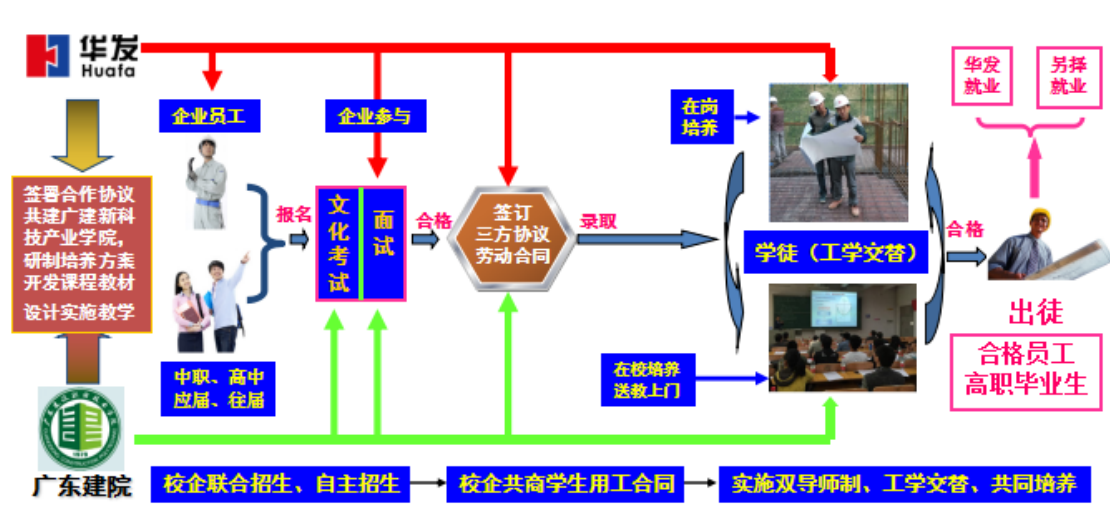 华发
Huafa
企业员工
企业参与
签署合作协议
共建广建新科
技产业学院，
研制培养方案
开发课程教材
设计实施教学
广东建院
中职、高中
应届、往届
报名
文化考试
面试
合格
签订
三方协议
劳动合同
录取
在岗
培养
学徒（工学交替）
在校培养
送教上门
合格
华发
就业
另择
就业
出徒
合格员工
高职毕业生
校企联合招生、自主招生
校企共商学生用工合同
实施双导师制、工学交替、共同培养